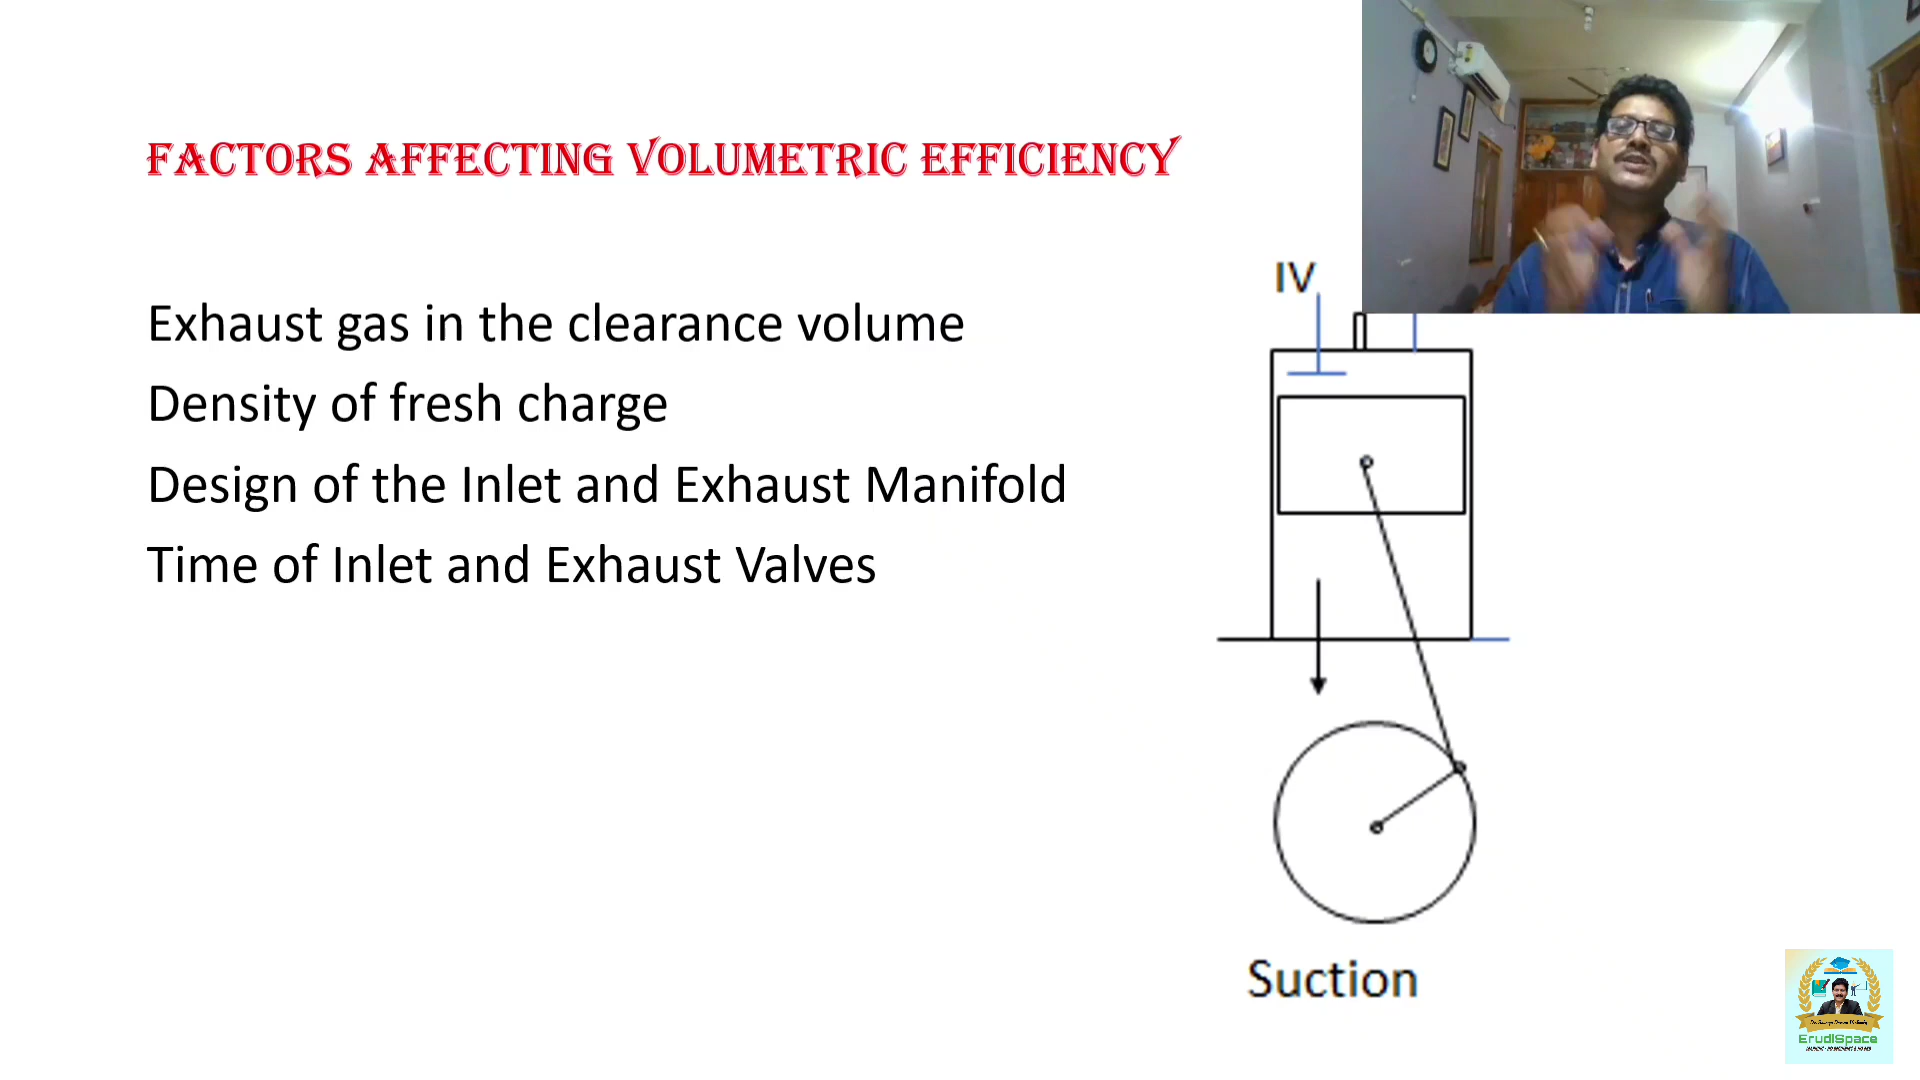 FACTORS AFFECTING VOLUMETRIC EFFICIENCY
Exhaust gas in the clearance volume
Density of fresh charge
Design of the Inlet and Exhaust Manifold
Time of Inlet and Exhaust Valves
IV
Suction
ErudiSpace